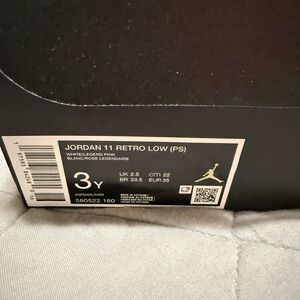 JORDAN 11 RETRO LOW (PS)
WHITE/LEGEND PINK
BLANC/ROSE LEGENDAIRE
3Y
UK 2.5 CM 22
BR 33.5 EUR 35
JORDAN.COM
580522 160